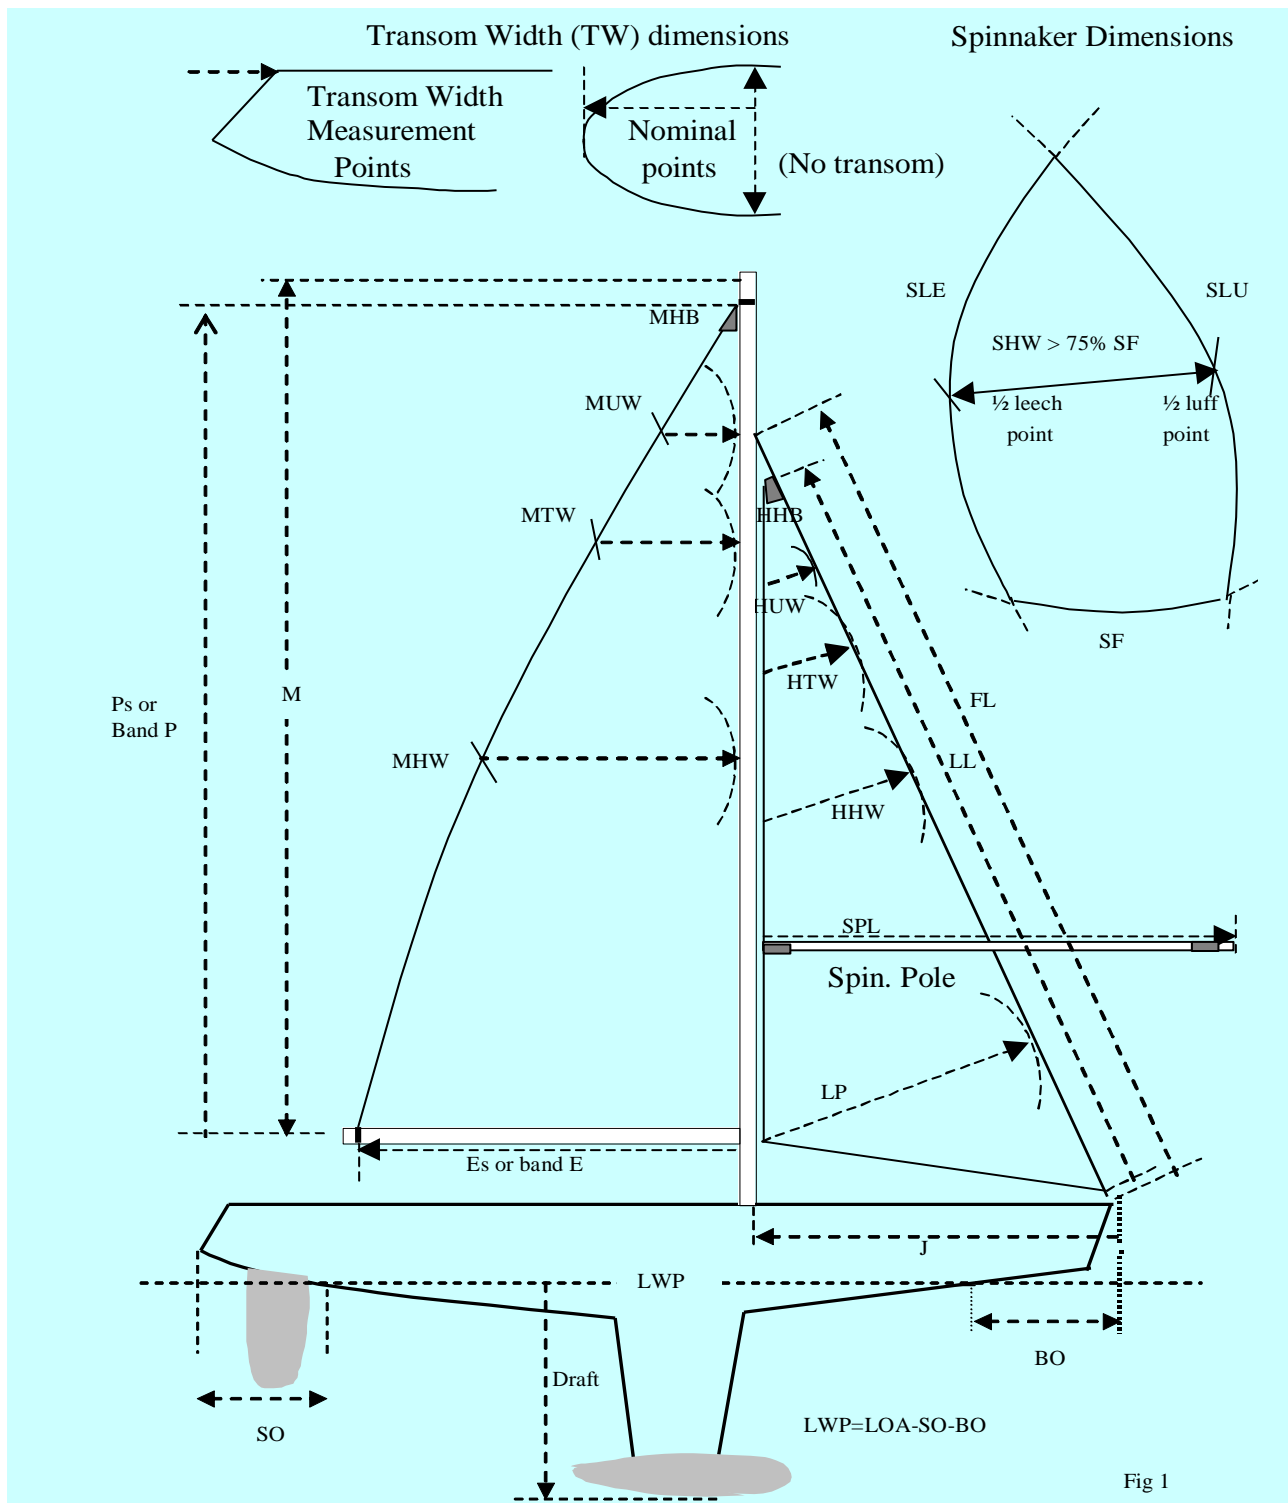 Transom Width (TW) dimensions
Spinnaker Dimensions
Transom Width
Measurement
Points
Nominal
points
(No transom)
SLE
SLU
SHW > 75% SF
½ leech
point
½ luff
point
SF
MHB
MUW
MTW
HHB
HUW
HTW
M
Ps or
Band P
FL
LL
MHW
HHW
SPL
Spin. Pole
LP
Es or band E
J
LWP
BO
Draft
SO
LWP=LOA-SO-BO
Fig 1